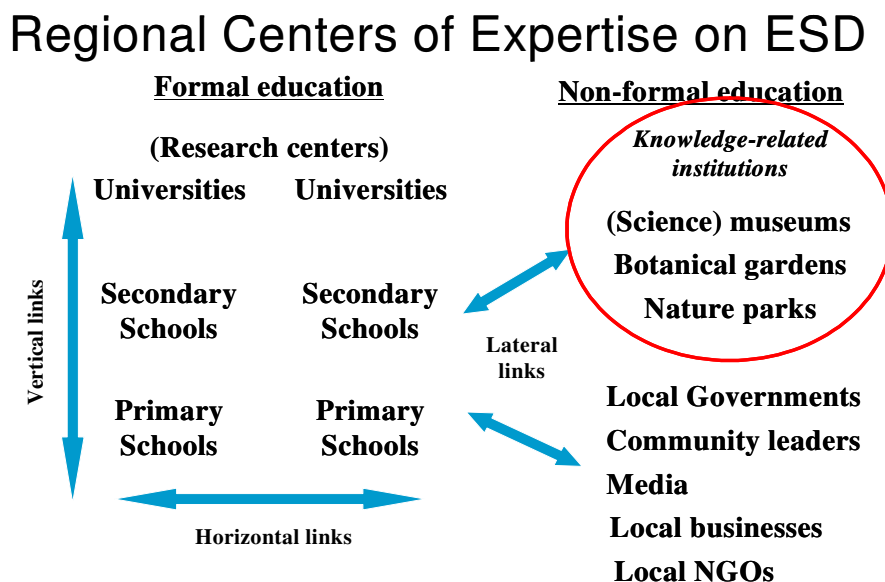 Regional Centers of Expertise on ESD
Formal education
(Research centers)
Universities Universities
Secondary Schools
Secondary Schools
Primary Schools
Primary Schools
Vertical links
Horizontal links
Lateral links
Non-formal education
Knowledge-related
institutions
(Science) museums
Botanical gardens
Nature parks
Local Governments
Community leaders
Media
Local businesses
Local NGOs